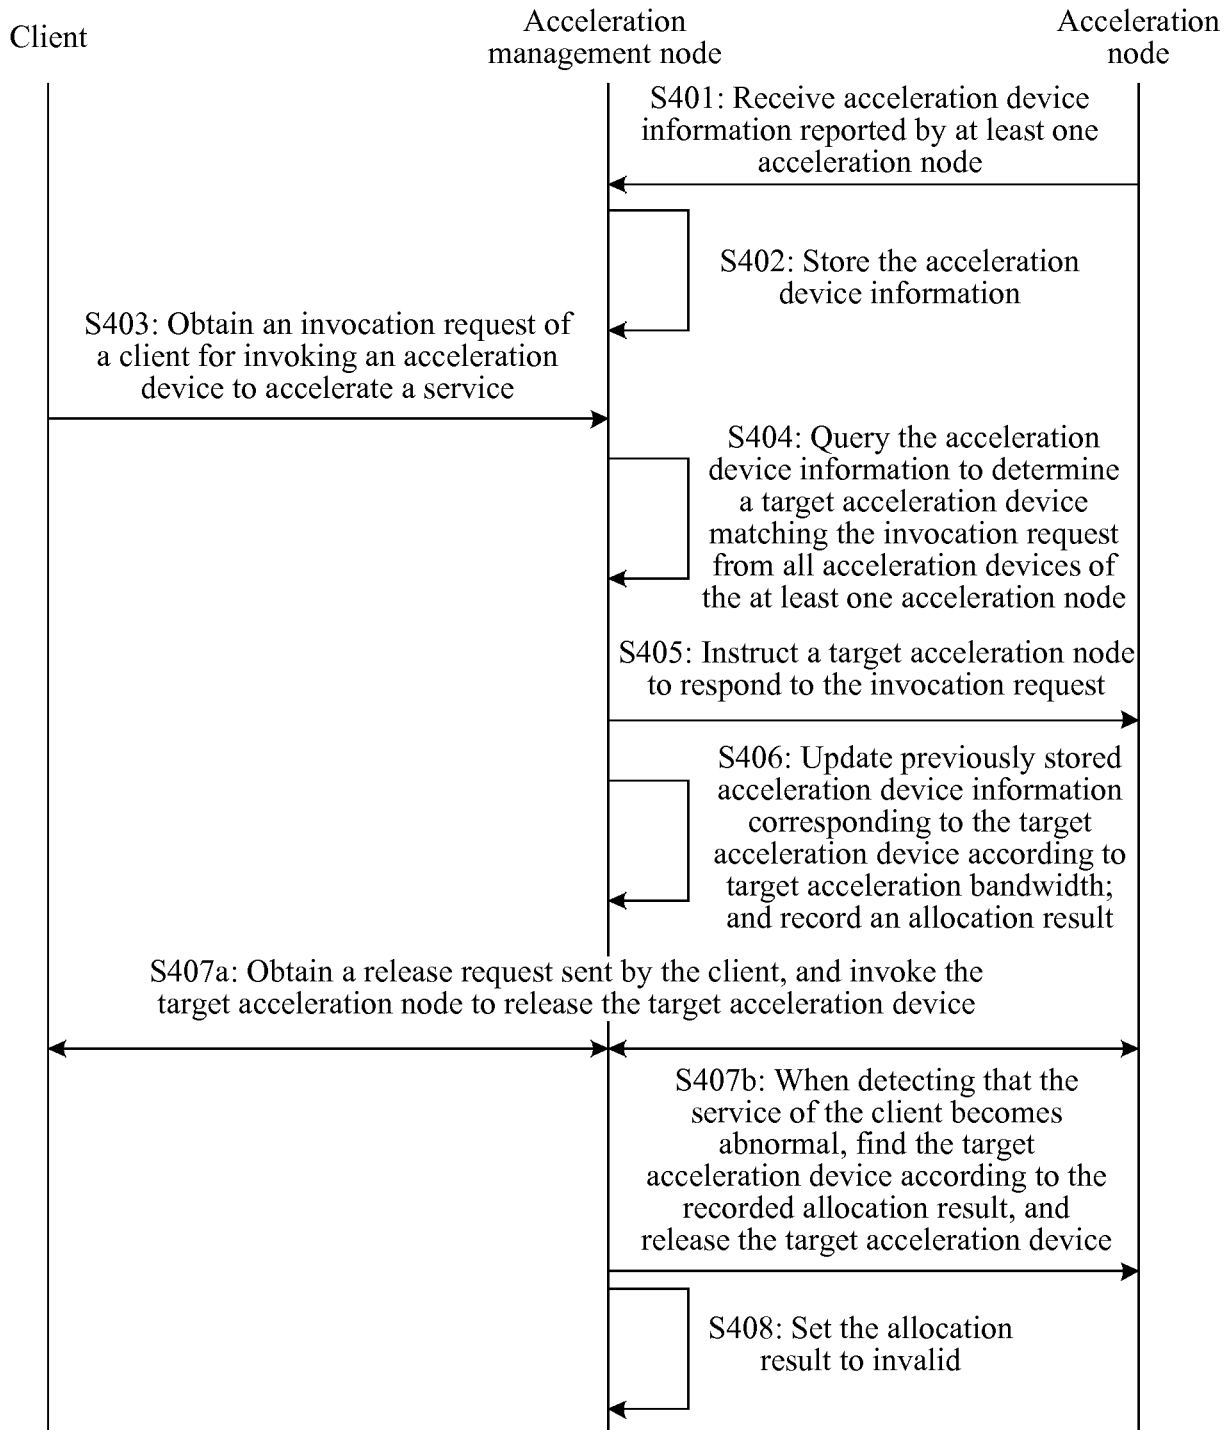 Client
Acceleration
management node
Acceleration
node
S401: Receive acceleration device
information reported by at least one
acceleration node
S402: Store the acceleration
device information
S403: Obtain an invocation request of
a client for invoking an acceleration
device to accelerate a service
S404: Query the acceleration
device information to determine
a target acceleration device
matching the invocation request
from all acceleration devices of
the at least one acceleration node
S405: Instruct a target acceleration node
to respond to the invocation request
S406: Update previously stored
acceleration device information
corresponding to the target
acceleration device according to
target acceleration bandwidth;
and record an allocation result
S407a: Obtain a release request sent by the client, and invoke the
target acceleration node to release the target acceleration device
S407b: When detecting that the
service of the client becomes
abnormal, find the target
acceleration device according to the
recorded allocation result, and
release the target acceleration device
S408: Set the allocation
result to invalid